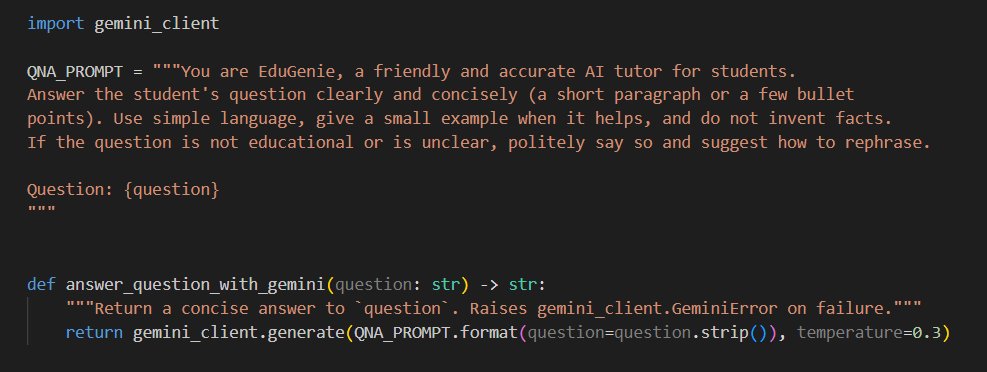 import gemini_client
QNA_PROMPT = """You are EduGenie, a friendly and accurate AI tutor for students.
Answer the student's question clearly and concisely (a short paragraph or a few bullet
points). Use simple language, give a small example when it helps, and do not invent facts.
If the question is not educational or is unclear, politely say so and suggest how to rephrase.
Question: {question}
"""
def answer_question_with_gemini(question: str) -> str:
    """Return a concise answer to `question`. Raises gemini_client.GeminiError on failure."""
    return gemini_client.generate(QNA_PROMPT.format(question=question.strip()), temperature=0.3)